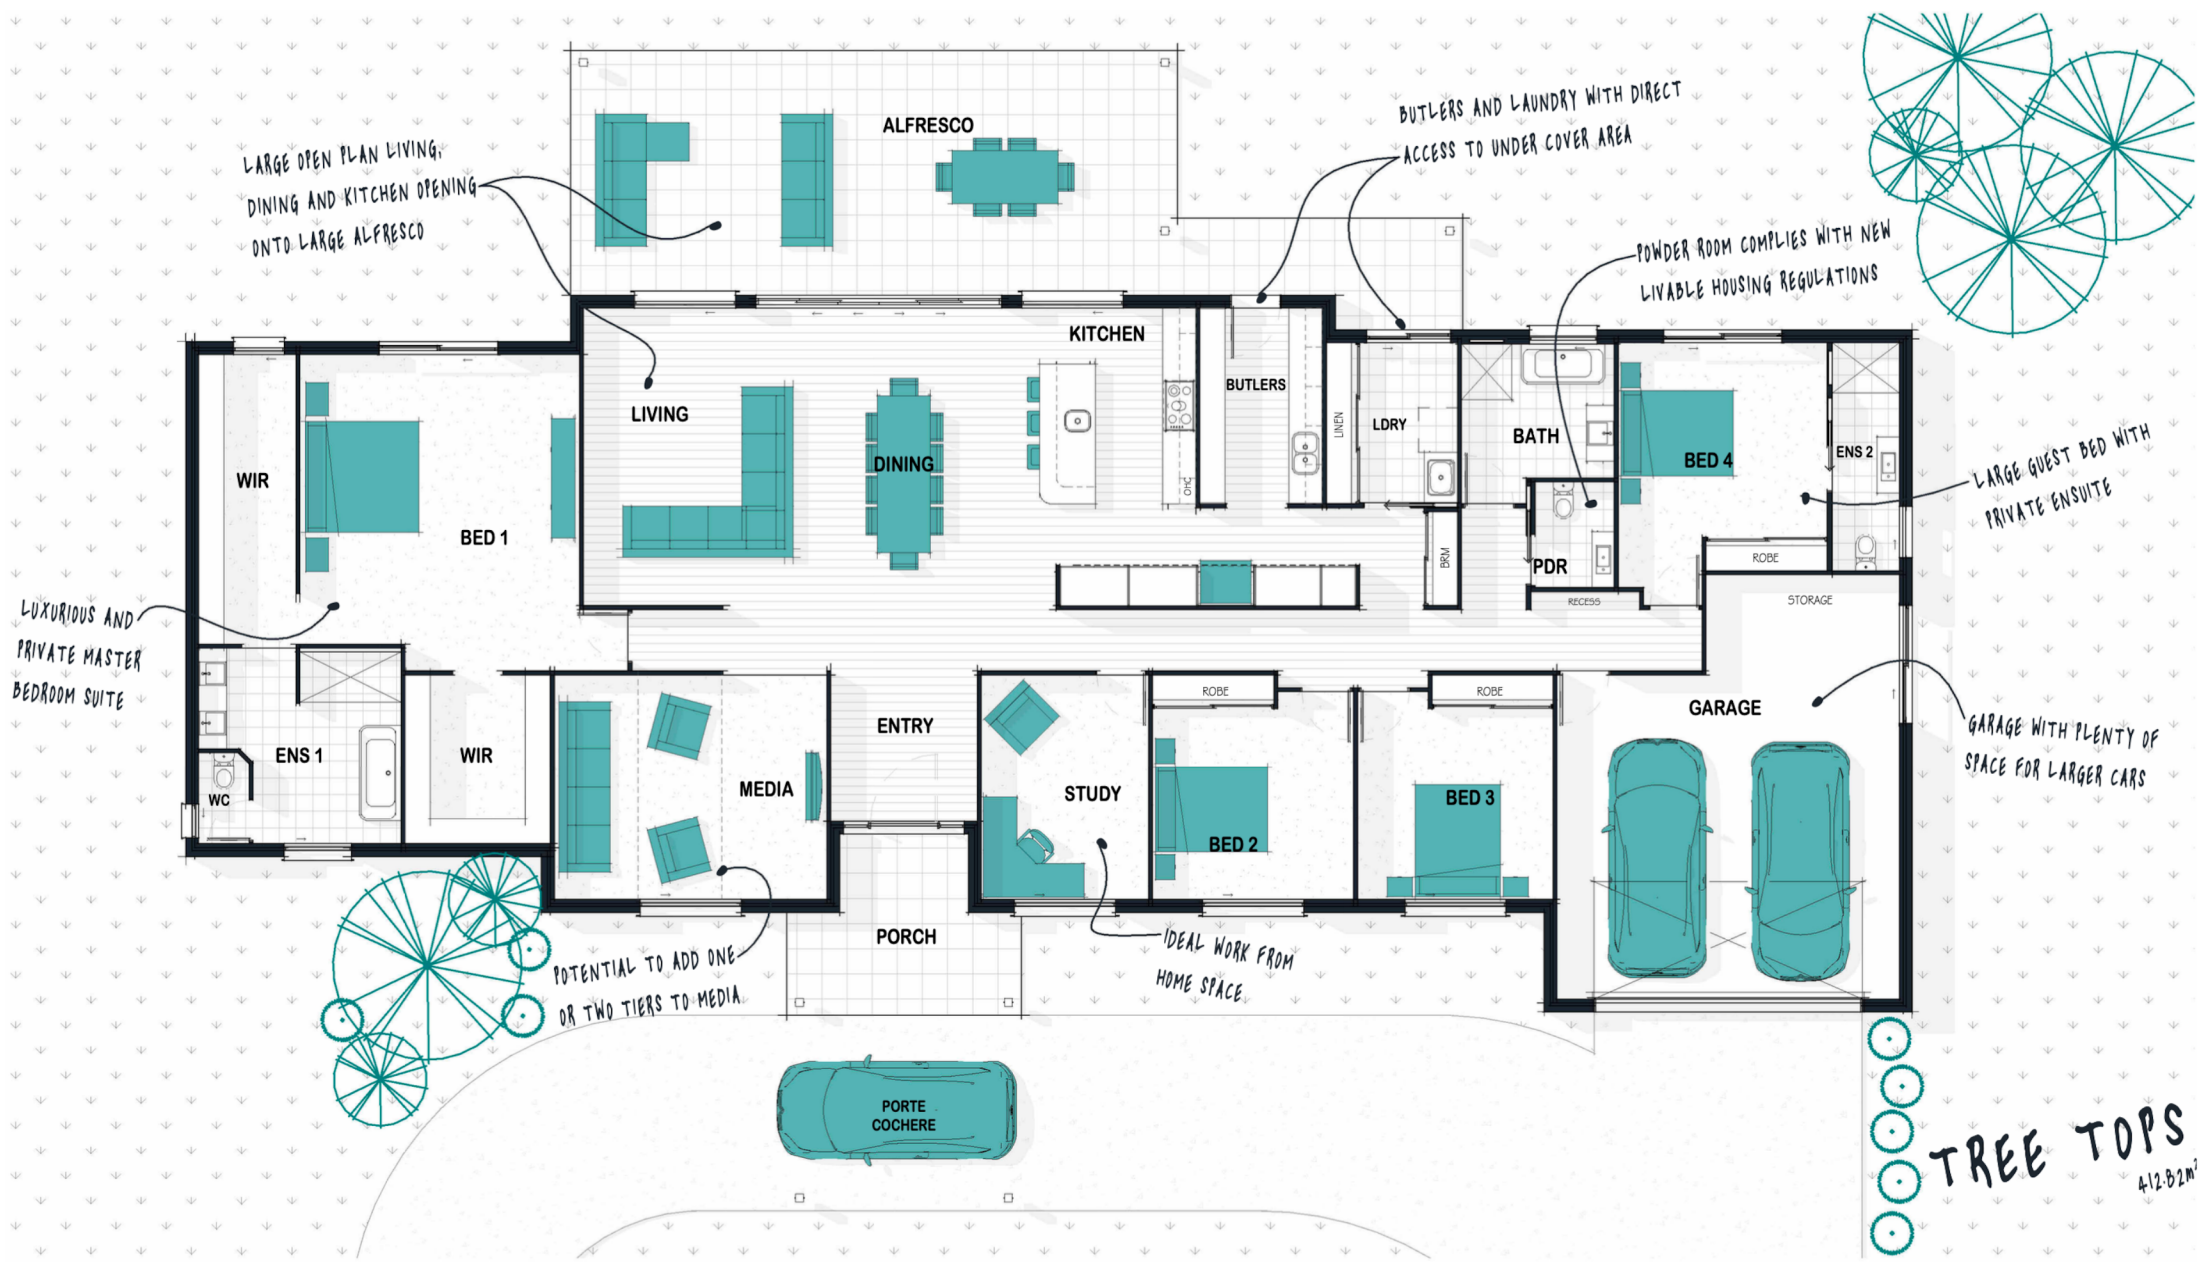 ALFRESCO
LARGE OPEN PLAN LIVING,
DINING AND KITCHEN OPENING
ONTO LARGE ALFRESCO
BUTLERS AND LAUNDRY WITH DIRECT
ACCESS TO UNDER COVER AREA
POWDER ROOM COMPLIES WITH NEW
LIVABLE HOUSING REGULATIONS
KITCHEN
BUTLERS
LIVING
DINING
OHC
LINEN
LDRY
BATH
BED 4
ENS 2
LARGE GUEST BED WITH
PRIVATE ENSUITE
WIR
BED 1
BRM
PDR
ROBE
RECESS
STORAGE
LUXURIOUS AND
PRIVATE MASTER
BEDROOM SUITE
ENS 1
WC
WIR
MEDIA
ENTRY
STUDY
ROBE
BED 2
ROBE
BED 3
GARAGE
GARAGE WITH PLENTY OF
SPACE FOR LARGER CARS
POTENTIAL TO ADD ONE
OR TWO TIERS TO MEDIA
PORCH
IDEAL WORK FROM
HOME SPACE
PORTE
COCHERE
TREE TOPS
412.82m²